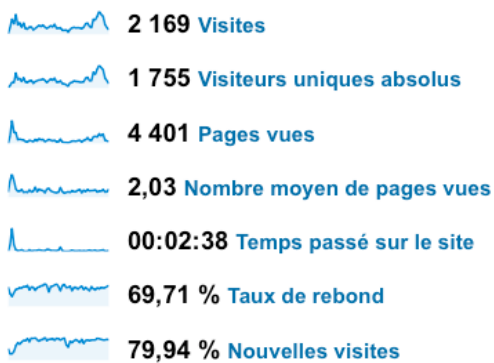 2 169 Visites
1 755 Visiteurs uniques absolus
4 401 Pages vues
2,03 Nombre moyen de pages vues
00:02:38 Temps passé sur le site
69,71 % Taux de rebond
79,94 % Nouvelles visites